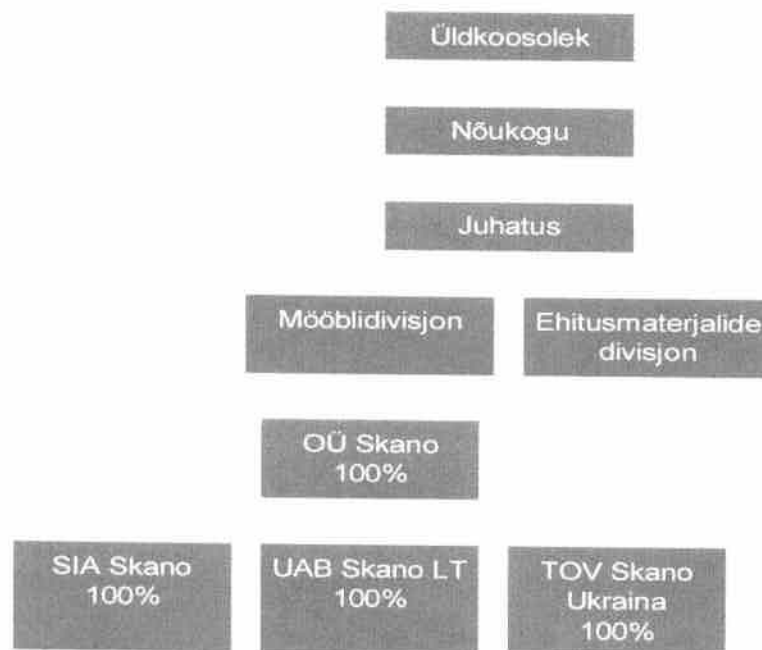 Üldkoosolek
Nõukogu
Juhatus
Mööblidivisjon
Ehitusmaterjalide
divisjon
OÜ Skano
100%
SIA Skano
100%
UAB Skano LT
100%
TOV Skano
Ukraina
100%